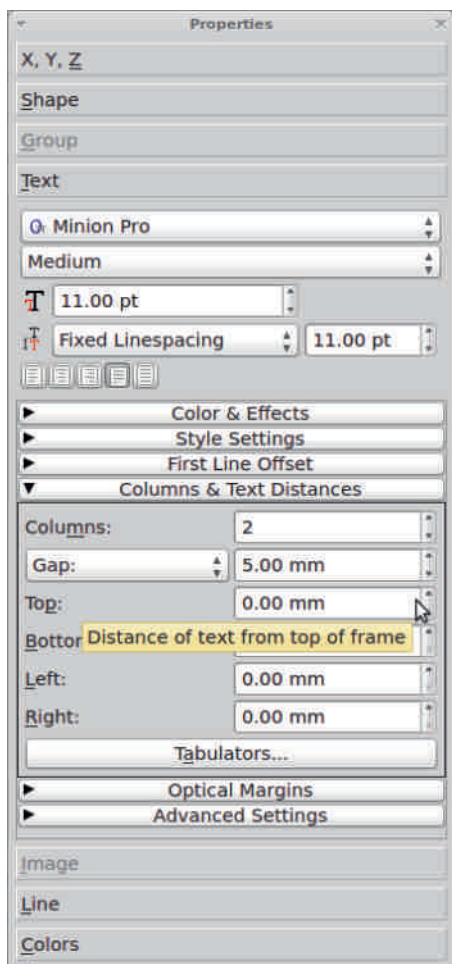 Properties
X, Y, Z
Shape
Group
Text
Minion Pro
Medium
11.00 pt
Fixed Linespacing 11.00 pt
Color & Effects
Style Settings
First Line Offset
Columns & Text Distances
Columns: 2
Gap: 5.00 mm
Top: 0.00 mm
Distance of text from top of frame
Left: 0.00 mm
Right: 0.00 mm
Tabulators...
Optical Margins
Advanced Settings
Image
Line
Colors